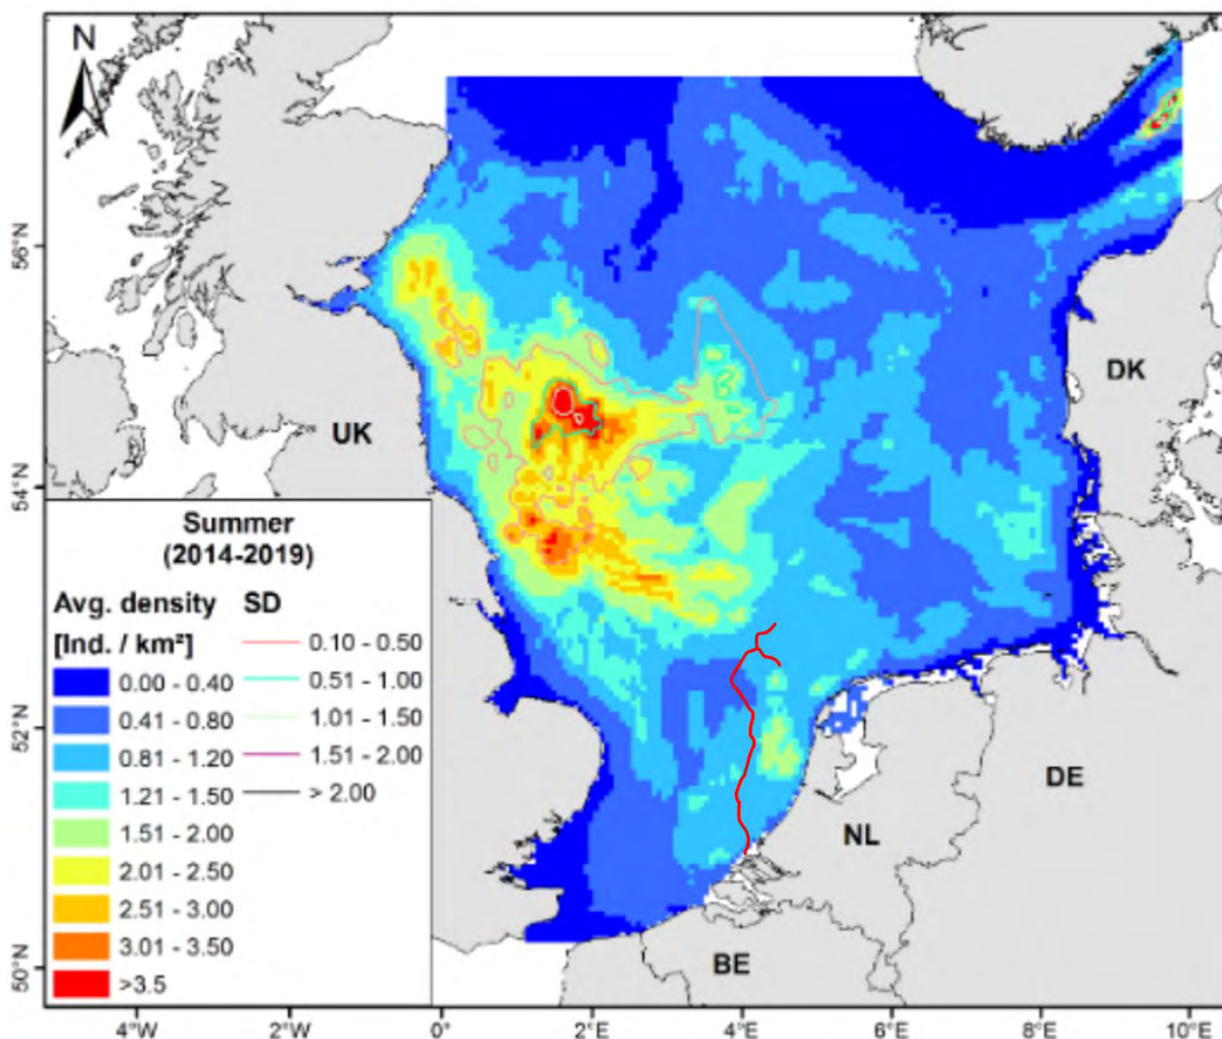 N
56°N
54°N
52°N
50°N
UK
DK
DE
NL
BE
Summer
(2014-2019)
Avg. density SD
[Ind. / km²] 0.10 - 0.50
0.00 - 0.40 0.51 - 1.00
0.41 - 0.80 1.01 - 1.50
0.81 - 1.20 1.51 - 2.00
1.21 - 1.50 > 2.00
1.51 - 2.00
2.01 - 2.50
2.51 - 3.00
3.01 - 3.50
>3.5
4°W 2°W 0° 2°E 4°E 6°E 8°E 10°E